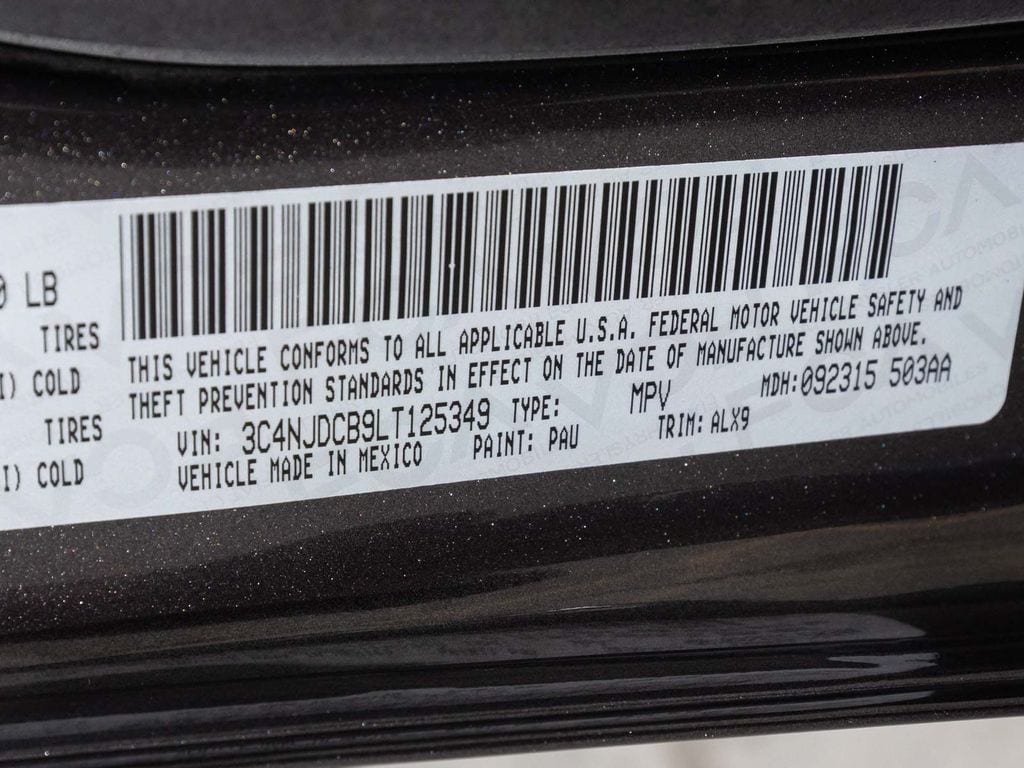 0 LB
TIRES
I) COLD
TIRES
I) COLD
THIS VEHICLE CONFORMS TO ALL APPLICABLE U.S.A. FEDERAL MOTOR VEHICLE SAFETY AND
THEFT PREVENTION STANDARDS IN EFFECT ON THE DATE OF MANUFACTURE SHOWN ABOVE.
VIN: 3C4NJDCB9LT125349 TYPE: MPV MDH:092315 503AA
VEHICLE MADE IN MEXICO PAINT: PAU TRIM: ALX9